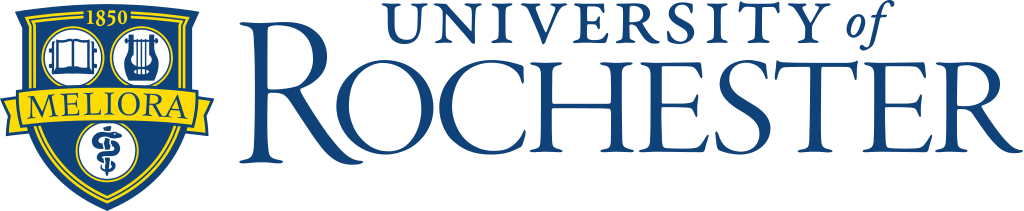 1850
MELIORA
UNIVERSITY of
ROCHESTER